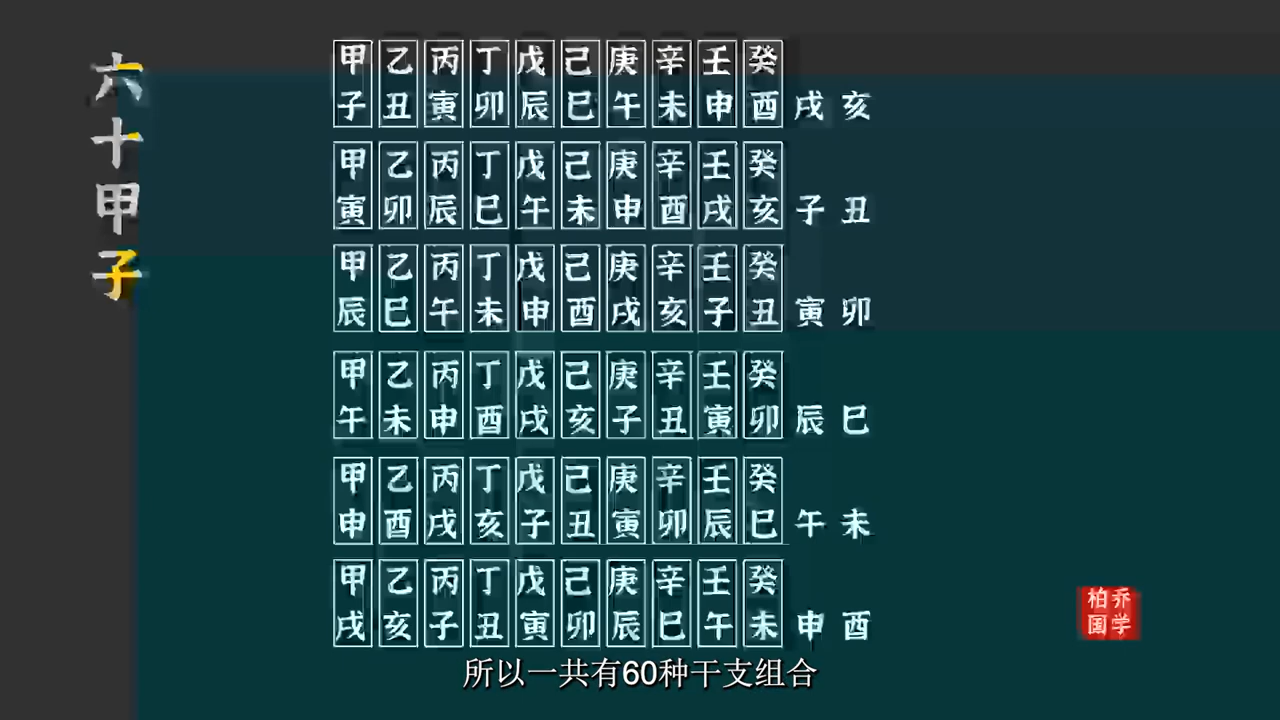 六十甲子
甲乙丙丁戊己庚辛壬癸
子丑寅卯辰巳午未申酉戌亥
甲乙丙丁戊己庚辛壬癸
寅卯辰巳午未申酉戌亥子丑
甲乙丙丁戊己庚辛壬癸
辰巳午未申酉戌亥子丑寅卯
甲乙丙丁戊己庚辛壬癸
午未申酉戌亥子丑寅卯辰巳
甲乙丙丁戊己庚辛壬癸
申酉戌亥子丑寅卯辰巳午未
甲乙丙丁戊己庚辛壬癸
戌亥子丑寅卯辰巳午未申酉
乔学
柏国
所以一共有60种干支组合